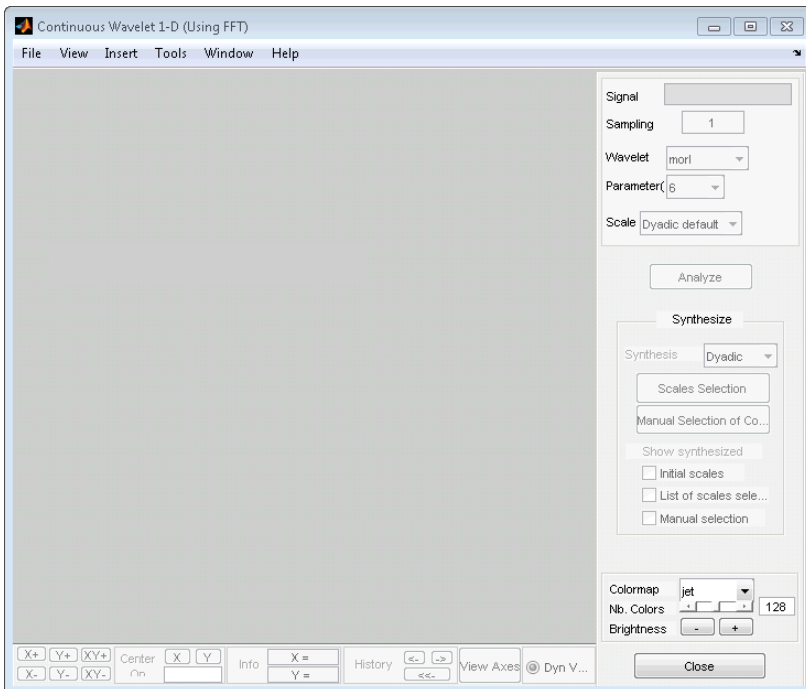 Continuous Wavelet 1-D (Using FFT)
File View Insert Tools Window Help
Signal
Sampling 1
Wavelet morl
Parameter( 6
Scale Dyadic default
Analyze
Synthesize
Synthesis Dyadic
Scales Selection
Manual Selection of Co...
Show synthesized
Initial scales
List of scales sele...
Manual selection
Colormap jet
Nb. Colors 128
Brightness - +
X+ Y+ XY+ Center X Y Info X = History <- -> View Axes Dyn V...
X- Y- XY- On Y = <<-
Close